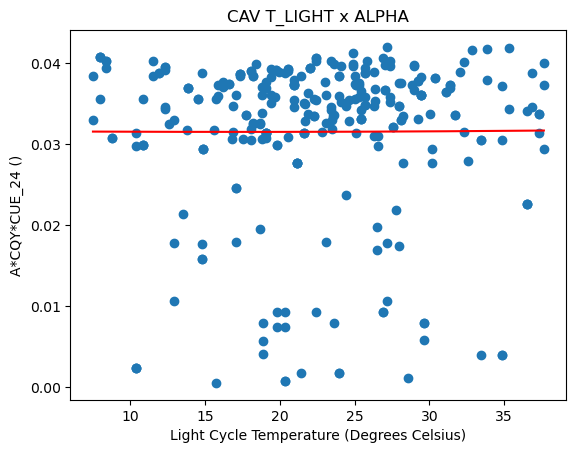 CAV T_LIGHT x ALPHA
A*CQY*CUE_24 ()
0.04
0.03
0.02
0.01
0.00
10 15 20 25 30 35
Light Cycle Temperature (Degrees Celsius)